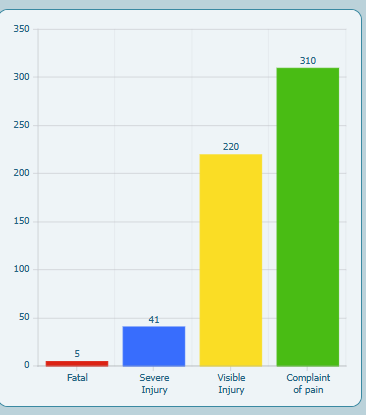 350
300
250
200
150
100
50
0
5
41
220
310
Fatal
Severe
Injury
Visible
Injury
Complaint
of pain